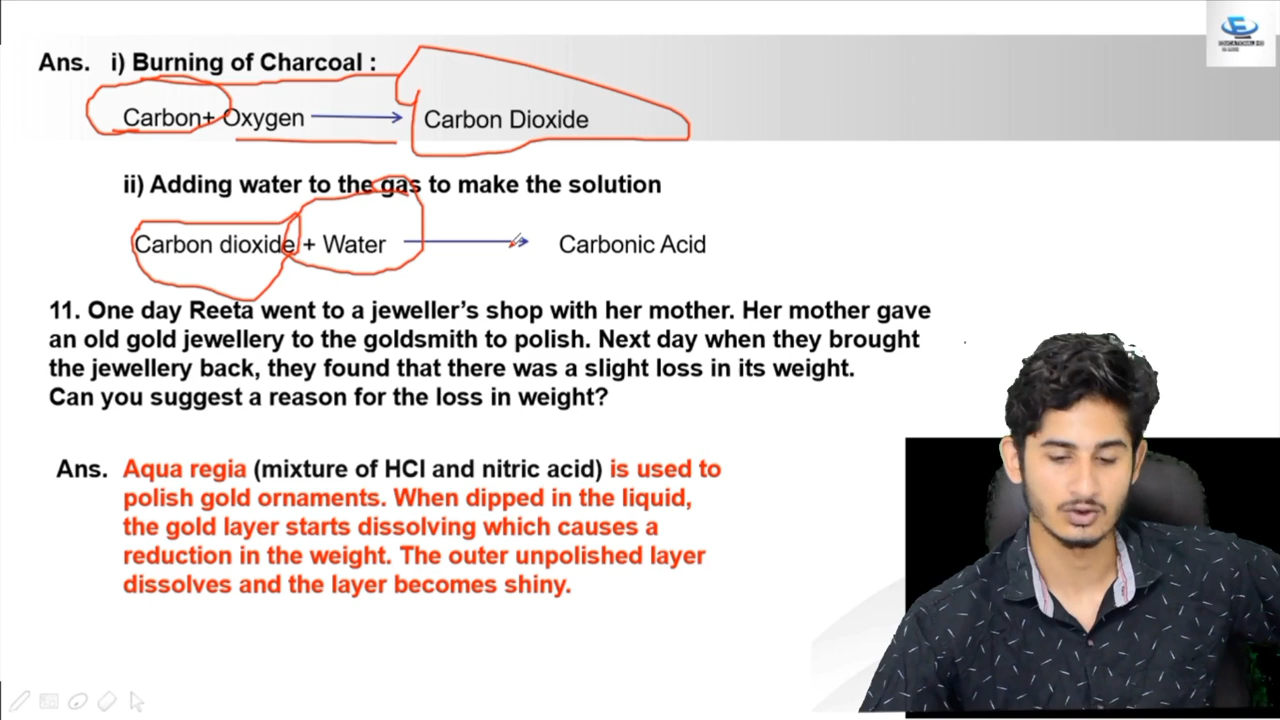 Ans. i) Burning of Charcoal :
Carbon+ Oxygen Carbon Dioxide
ii) Adding water to the gas to make the solution
Carbon dioxide + Water Carbonic Acid
11. One day Reeta went to a jeweller's shop with her mother. Her mother gave
an old gold jewellery to the goldsmith to polish. Next day when they brought
the jewellery back, they found that there was a slight loss in its weight.
Can you suggest a reason for the loss in weight?
Ans. Aqua regia (mixture of HCl and nitric acid) is used to
polish gold ornaments. When dipped in the liquid,
the gold layer starts dissolving which causes a
reduction in the weight. The outer unpolished layer
dissolves and the layer becomes shiny.